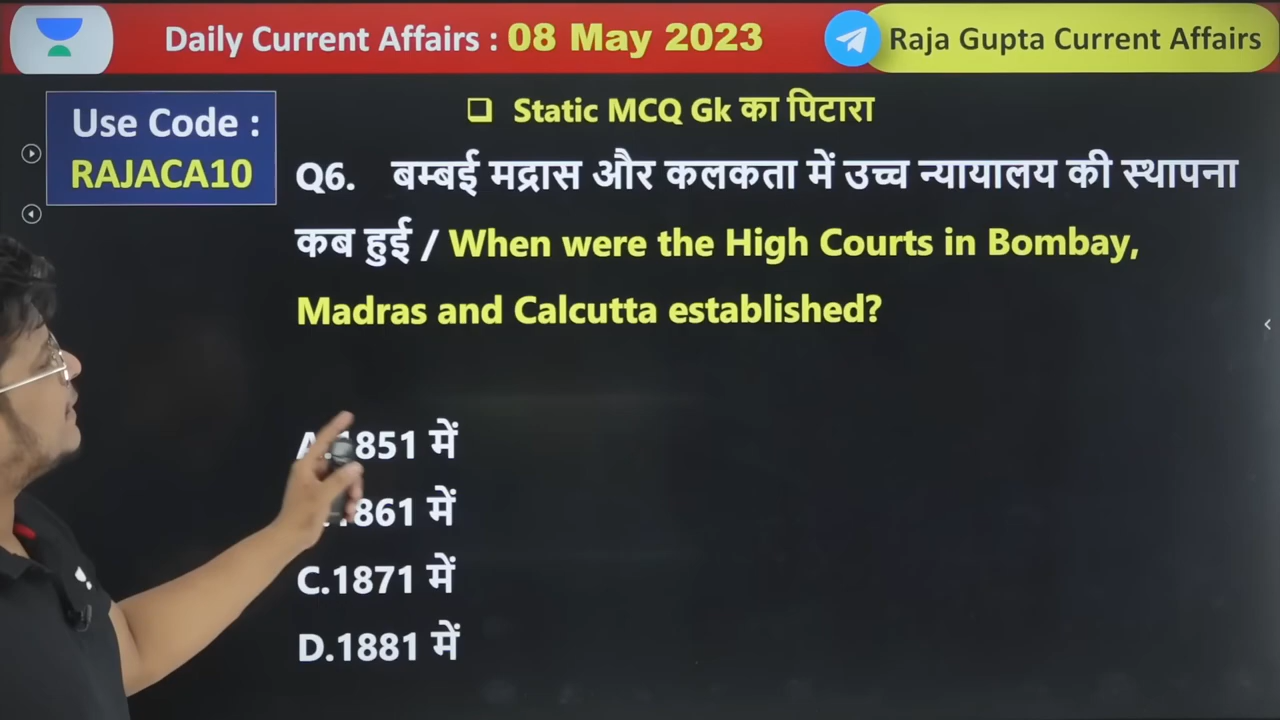 Daily Current Affairs : 08 May 2023
Raja Gupta Current Affairs
Use Code :
RAJACA10
❑ Static MCQ Gk का पिटारा
Q6. बम्बई मद्रास और कलकता में उच्च न्यायालय की स्थापना
कब हुई / When were the High Courts in Bombay,
Madras and Calcutta established?
A.1851 में
.1861 में
C.1871 में
D.1881 में